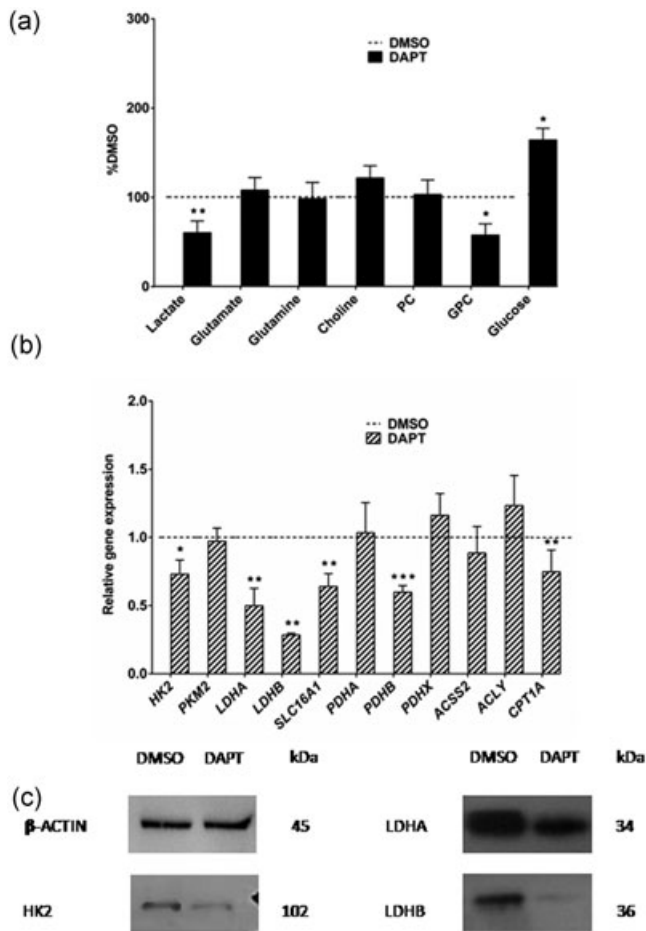 (a)
300
200
100
0
%DMSO
DMSO
DAPT
**
*
*
Lactate
Glutamate
Glutamine
Choline
PC
GPC
Glucose
(b)
2.0
1.5
1.0
0.5
0.0
Relative gene expression
DMSO
DAPT
*
**
**
**
***
**
HK2
PKM2
LDHA
LDHB
SLC16A1
PDHA
PDHB
PDHX
ACSS2
ACLY
CPT1A
DMSO DAPT kDa DMSO DAPT kDa
(c)
β-ACTIN 45 LDHA 34
HK2 102 LDHB 36